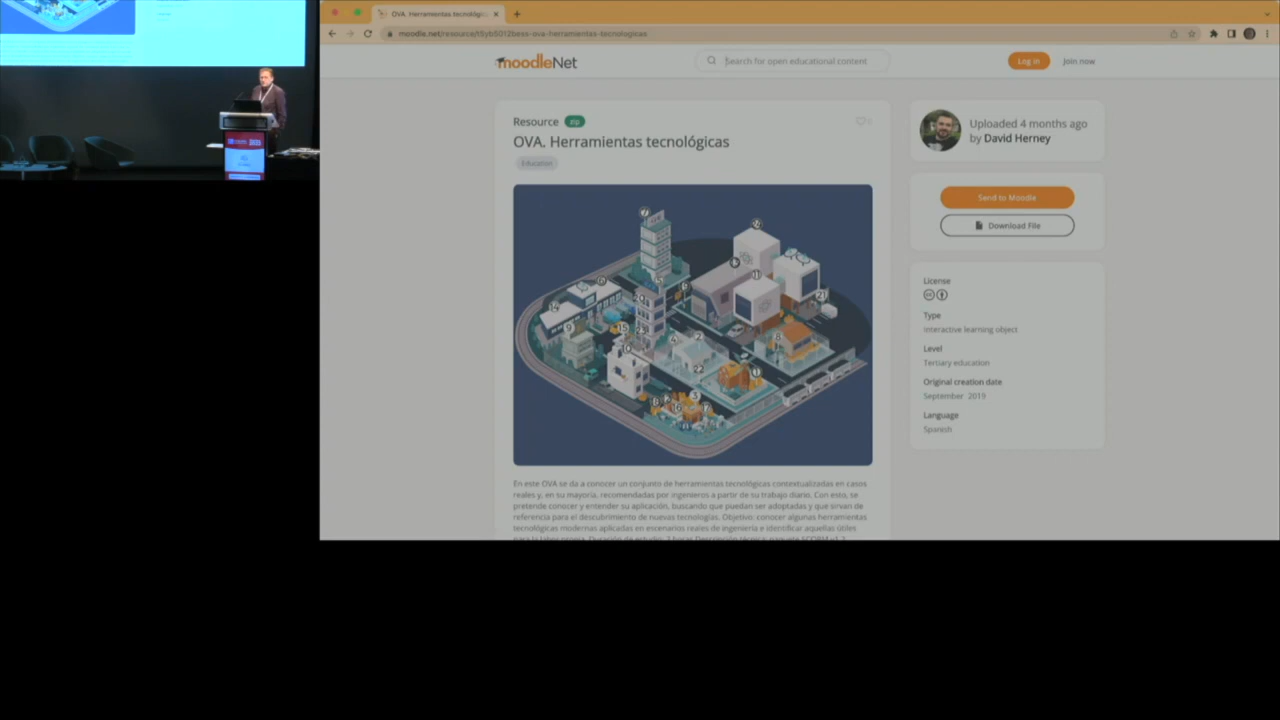 OVA. Herramientas tecnológic...
moodle.net/resource/
-ova-herramientas-tecnologicas
moodleNet
Search for open educational content
Log in
Join now
Resource
zip
OVA. Herramientas tecnológicas
Education
En este OVA se da a conocer un conjunto de herramientas tecnológicas contextualizadas en casos
reales y, en su mayoría, recomendadas por ingenieros a partir de su trabajo diario. Con esto, se
pretende conocer y entender su aplicación, buscando que puedan ser adoptadas y que sirvan de
referencia para el descubrimiento de nuevas tecnologías. Objetivo: conocer algunas herramientas
tecnológicas modernas aplicadas en escenarios reales de ingeniería e identificar aquellas útiles
Uploaded 4 months ago
by David Herney
Send to Moodle
Download File
License
Type
Interactive learning object
Level
Tertiary education
Original creation date
September 2019
Language
Spanish